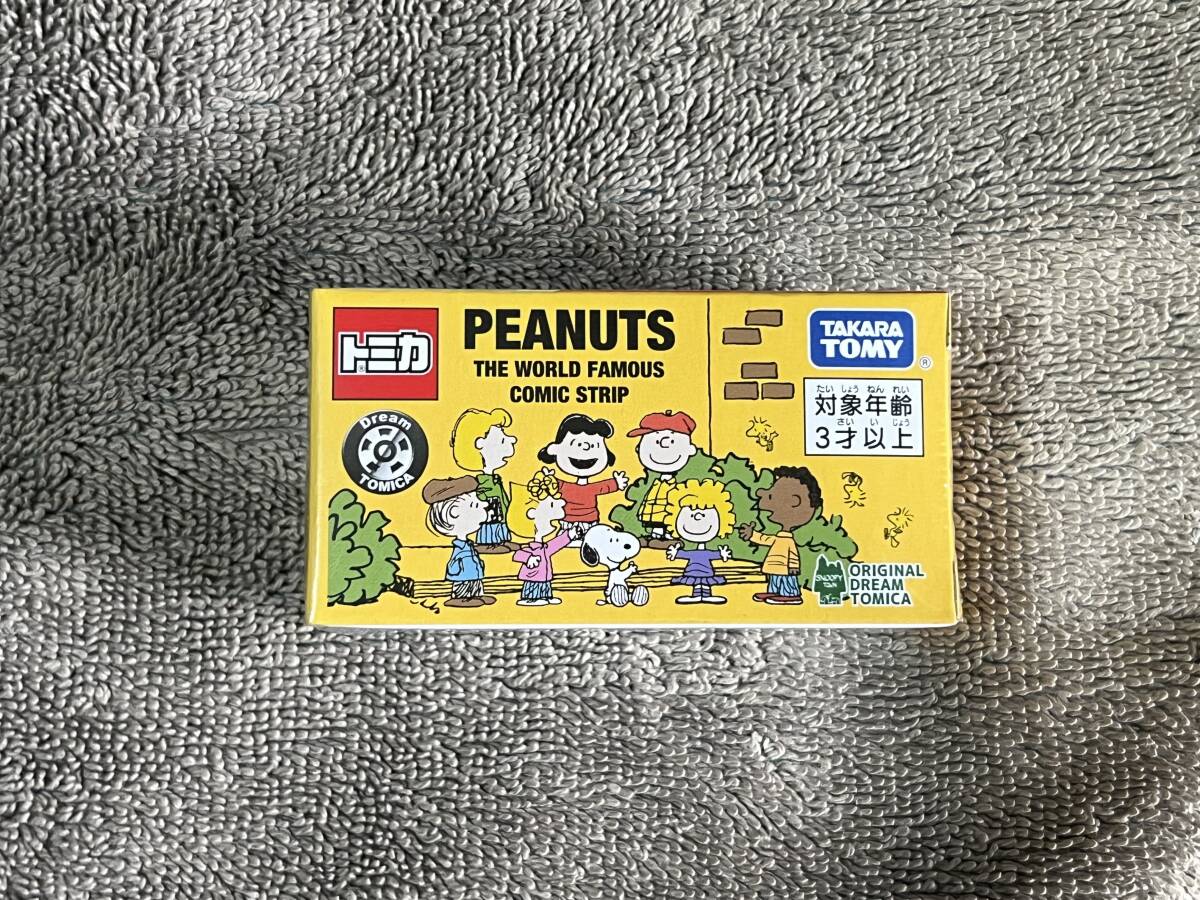 トミカ
®
Dream
TOMICA
PEANUTS
THE WORLD FAMOUS
COMIC STRIP
TAKARA
TOMY
®
たいしょうねんれい
対象年齢
さいいじょう
3才以上
SNOOPY
TOWN
ORIGINAL
DREAM
TOMICA